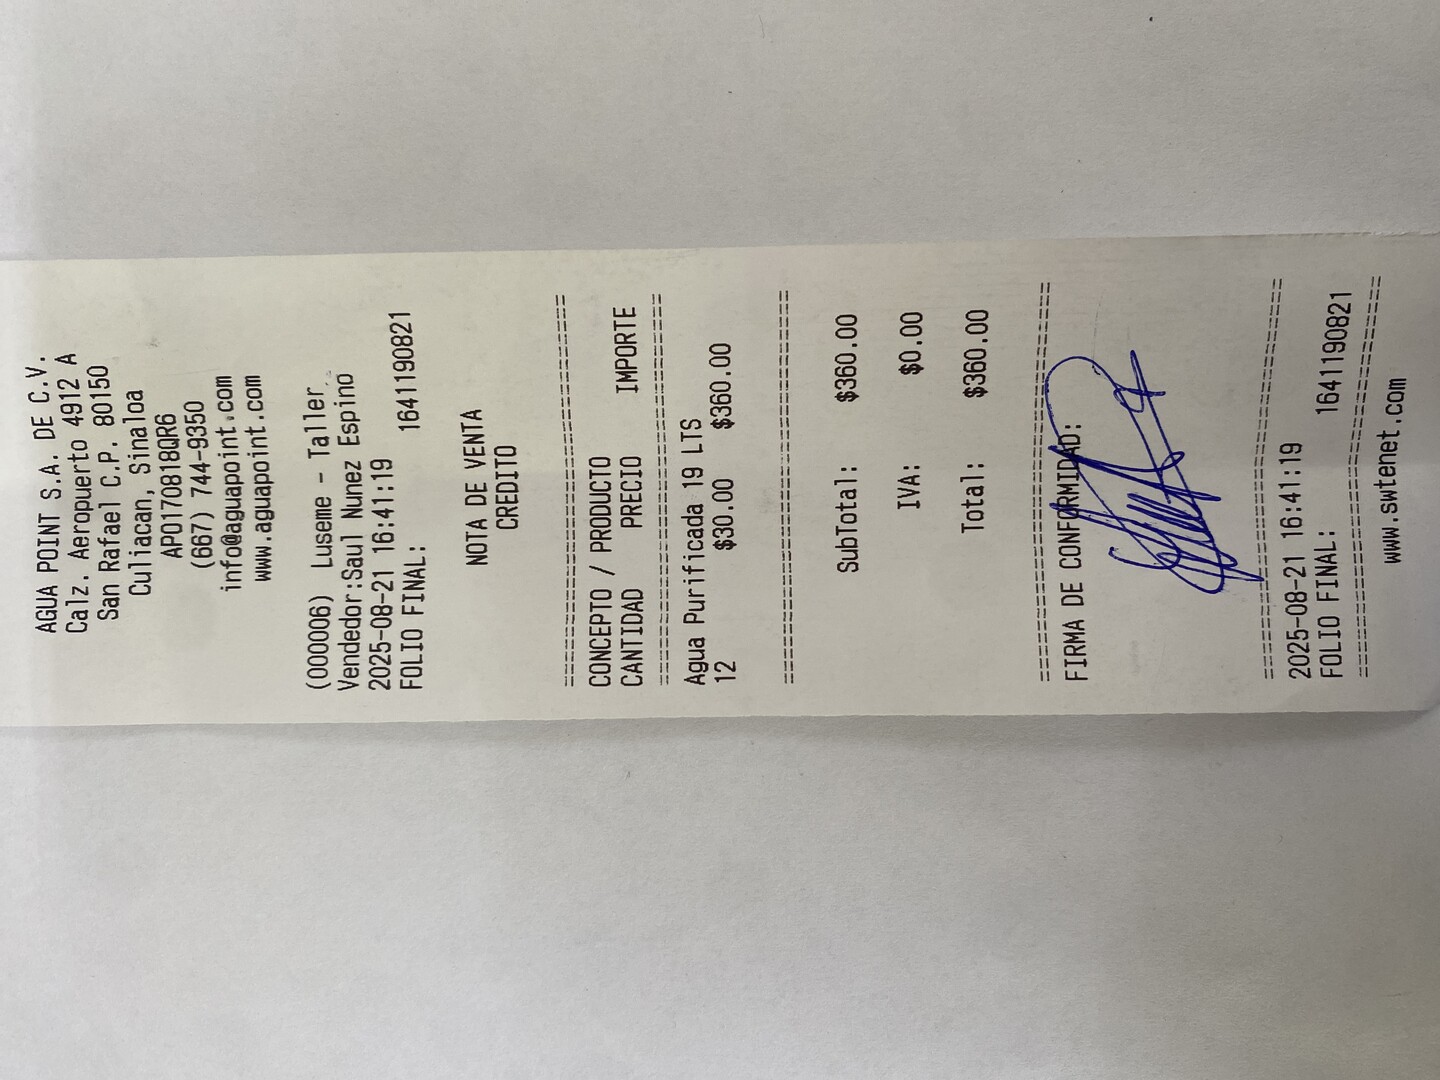 AGUA POINT S.A. DE C.V.
Calz. Aeropuerto 4912 A
San Rafael C.P. 80150
Culiacan, Sinaloa
APO170818QR6
(667) 744-9350
info@aguapoint.com
www.aguapoint.com
(000006) Luseme - Taller
Vendedor:Saul Nunez Espino
2025-08-21 16:41:19
FOLIO FINAL: 1641190821
NOTA DE VENTA
CREDITO
==============================
CONCEPTO / PRODUCTO
CANTIDAD PRECIO IMPORTE
==============================
Agua Purificada 19 LTS
12 $30.00 $360.00
==============================
SubTotal: $360.00
IVA: $0.00
Total: $360.00
==============================
FIRMA DE CONFORMIDAD:
==============================
2025-08-21 16:41:19
FOLIO FINAL: 1641190821
==============================
www.swtenet.com